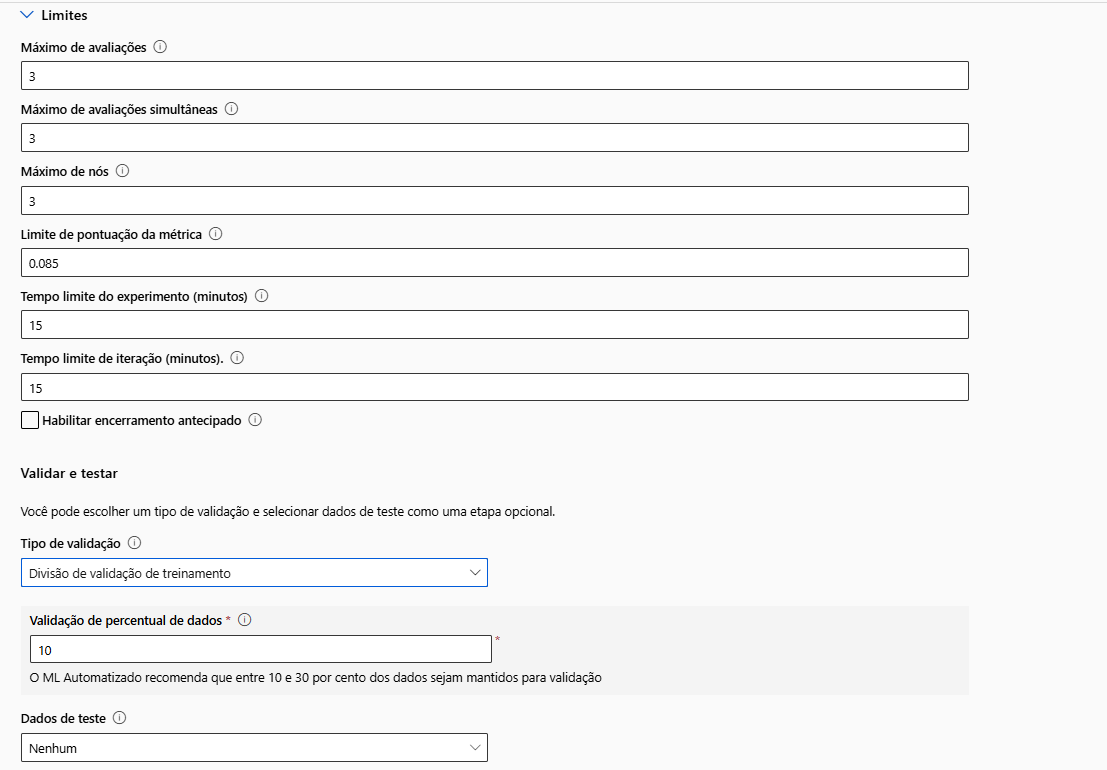 Limites
Máximo de avaliações
3
Máximo de avaliações simultâneas
3
Máximo de nós
3
Limite de pontuação da métrica
0.085
Tempo limite do experimento (minutos)
15
Tempo limite de iteração (minutos).
15
Habilitar encerramento antecipado
Validar e testar
Você pode escolher um tipo de validação e selecionar dados de teste como uma etapa opcional.
Tipo de validação
Divisão de validação de treinamento
Validação de percentual de dados *
10 *
O ML Automatizado recomenda que entre 10 e 30 por cento dos dados sejam mantidos para validação
Dados de teste
Nenhum